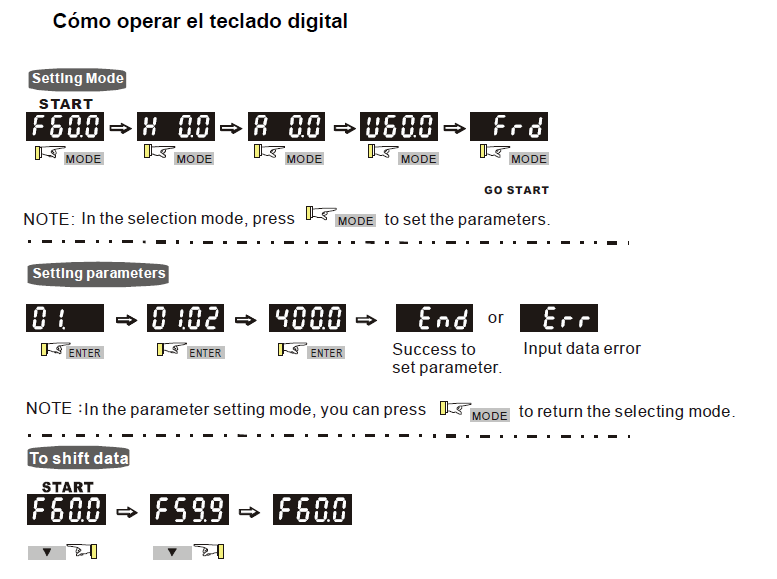 Cómo operar el teclado digital
Setting Mode
START
F60.0 H 0.0 A 0.0 U60.0 Frd
MODE MODE MODE MODE MODE
GO START
NOTE: In the selection mode, press MODE to set the parameters.
Setting parameters
01. 01.02 400.0 End or Err
ENTER ENTER ENTER
Success to Input data error
set parameter.
NOTE :In the parameter setting mode, you can press MODE to return the selecting mode.
To shift data
START
F60.0 F59.9 F60.0